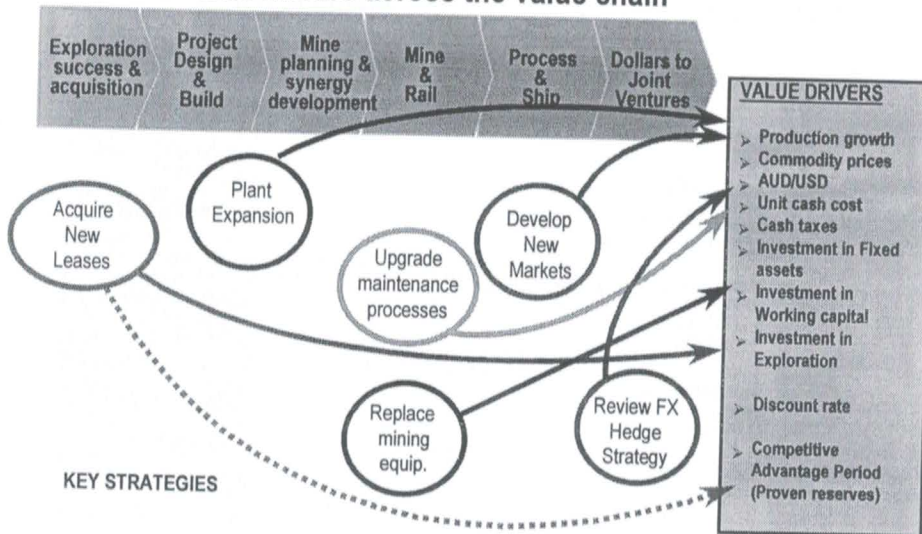 across the value chain
Exploration
success &
acquisition
Project
Design
&
Build
Mine
planning &
synergy
development
Mine
&
Rail
Process
&
Ship
Dollars to
Joint
Ventures
VALUE DRIVERS
➢ Production growth
➢ Commodity prices
➢ AUD/USD
➢ Unit cash cost
➢ Cash taxes
➢ Investment in FIxed
assets
➢ Investment in
Working capital
➢ Investment in
Exploration
➢ Discount rate
➢ Competitive
Advantage Period
(Proven reserves)
Plant
Expansion
Acquire
New
Leases
Develop
New
Markets
Upgrade
maintenance
processes
Replace
mining
equip.
Review FX
Hedge
Strategy
KEY STRATEGIES